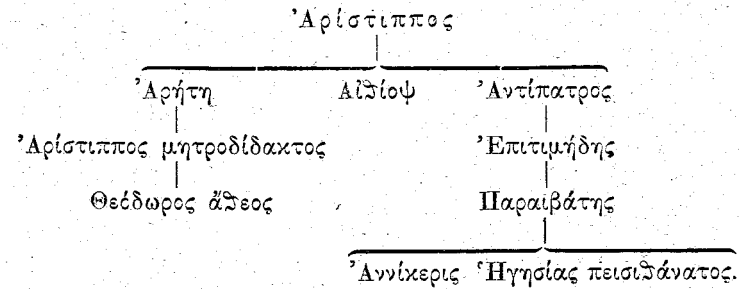 Ἀρίστιππος
Ἀρήτη Αἰϑίοψ Ἀντίπατρος
Ἀρίστιππος μητροδίδακτος Ἐπιτιμήδης
Θεόδωρος ἄϑεος Παραιβάτης
Ἀννίκερις Ἡγησίας πεισιϑάνατος.